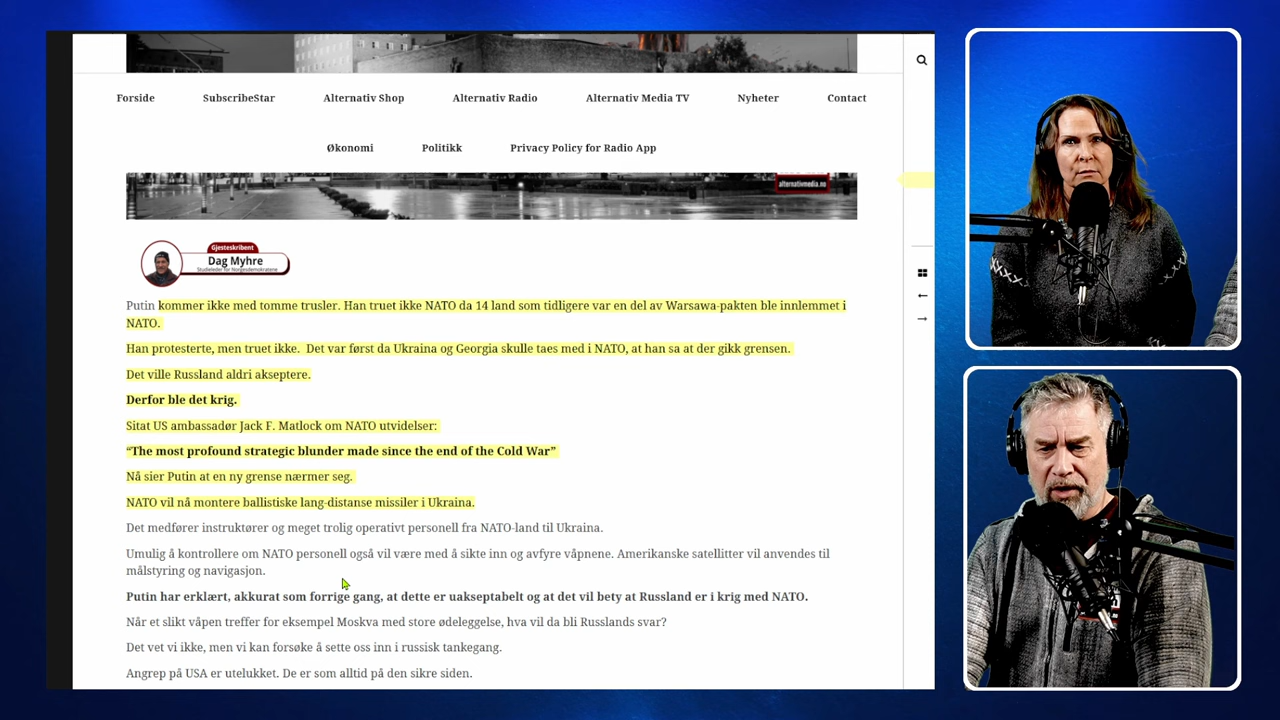 Forside SubscribeStar Alternativ Shop Alternativ Radio Alternativ Media TV Nyheter Contact
Økonomi Politikk Privacy Policy for Radio App
alternativmedia.no
Gjesteskribent
Dag Myhre
Studieleder for Norgesdemokratene
Putin kommer ikke med tomme trusler. Han truet ikke NATO da 14 land som tidligere var en del av Warsawa-pakten ble innlemmet i
NATO.
Han protesterte, men truet ikke. Det var først da Ukraina og Georgia skulle taes med i NATO, at han sa at der gikk grensen.
Det ville Russland aldri akseptere.
Derfor ble det krig.
Sitat US ambassadør Jack F. Matlock om NATO utvidelser:
“The most profound strategic blunder made since the end of the Cold War”
Nå sier Putin at en ny grense nærmer seg.
NATO vil nå montere ballistiske lang-distanse missiler i Ukraina.
Det medfører instruktører og meget trolig operativt personell fra NATO-land til Ukraina.
Umulig å kontrollere om NATO personell også vil være med å sikte inn og avfyre våpnene. Amerikanske satellitter vil anvendes til
målstyring og navigasjon.
Putin har erklært, akkurat som forrige gang, at dette er uakseptabelt og at det vil bety at Russland er i krig med NATO.
Når et slikt våpen treffer for eksempel Moskva med store ødeleggelse, hva vil da bli Russlands svar?
Det vet vi ikke, men vi kan forsøke å sette oss inn i russisk tankegang.
Angrep på USA er utelukket. De er som alltid på den sikre siden.